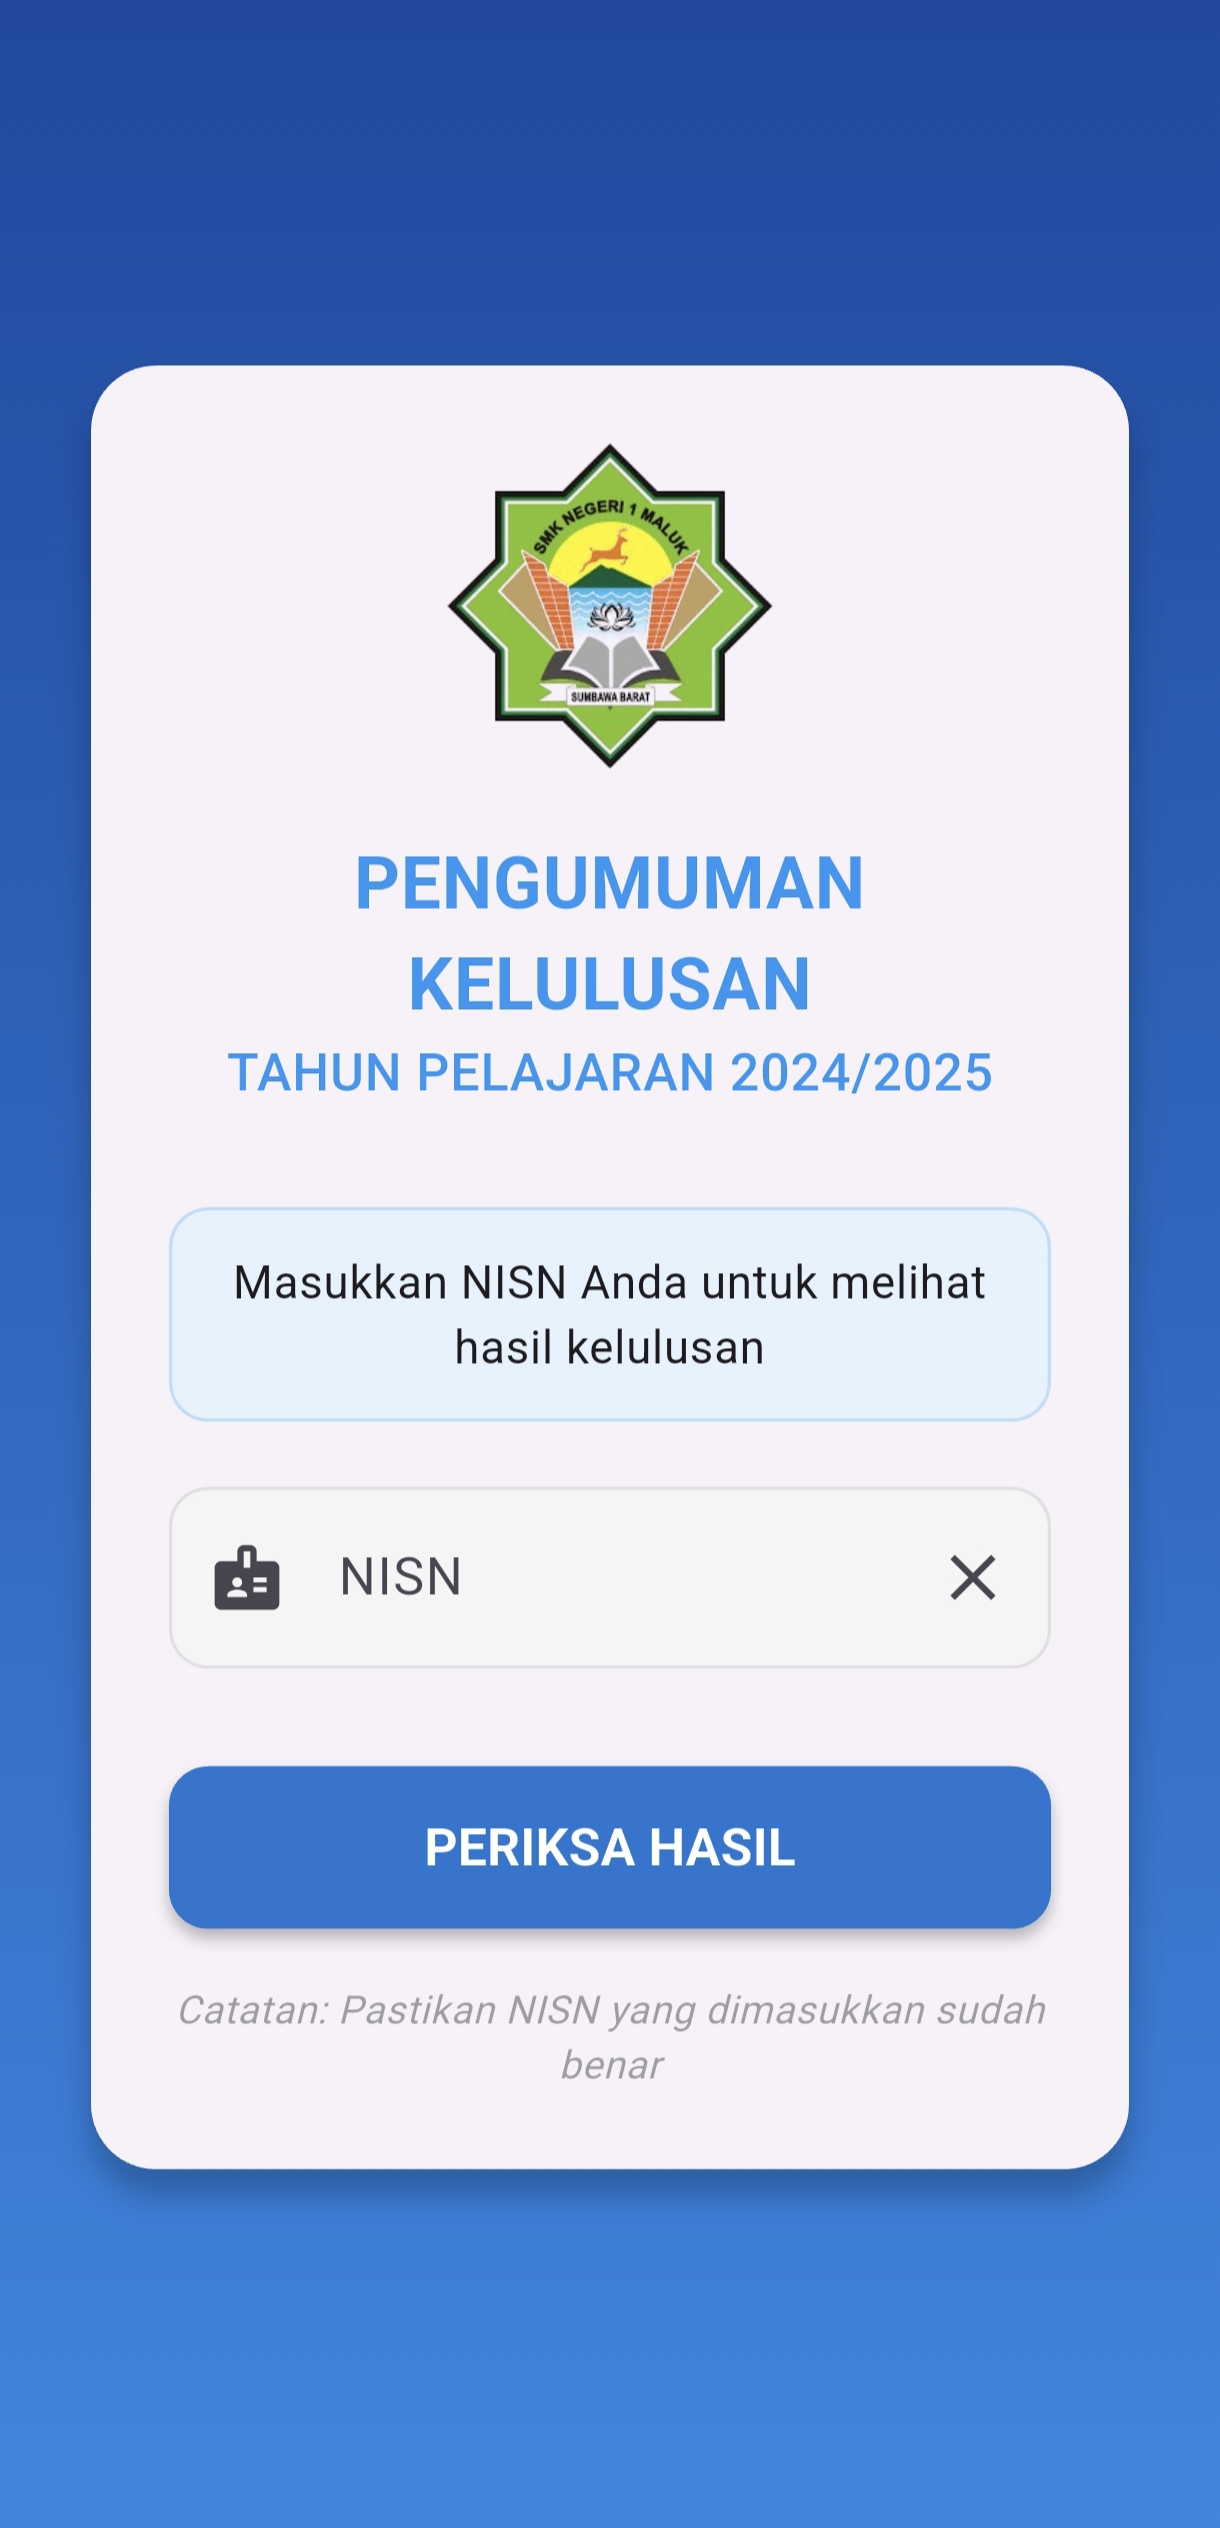 SMK NEGERI 1 MALUK
SUMBAWA BARAT
PENGUMUMAN
KELULUSAN
TAHUN PELAJARAN 2024/2025
Masukkan NISN Anda untuk melihat
hasil kelulusan
NISN
PERIKSA HASIL
Catatan: Pastikan NISN yang dimasukkan sudah
benar